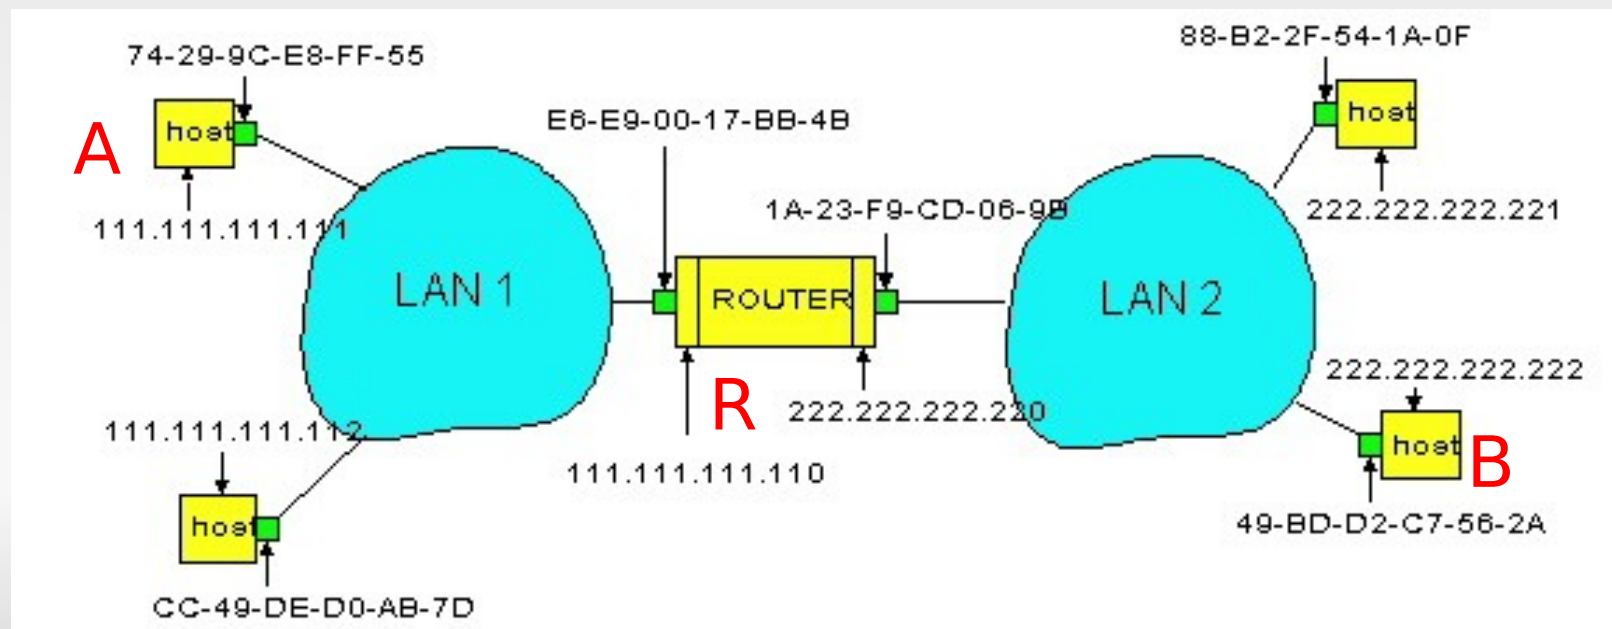 74-29-9C-E8-FF-55
88-B2-2F-54-1A-0F
host
A
host
E6-E9-00-17-BB-4B
111.111.111.111
1A-23-F9-CD-06-9B
222.222.222.221
LAN 1
ROUTER
LAN 2
222.222.222.222
R
222.222.222.220
111.111.111.112
host
B
111.111.111.110
host
49-BD-D2-C7-56-2A
CC-49-DE-D0-AB-7D